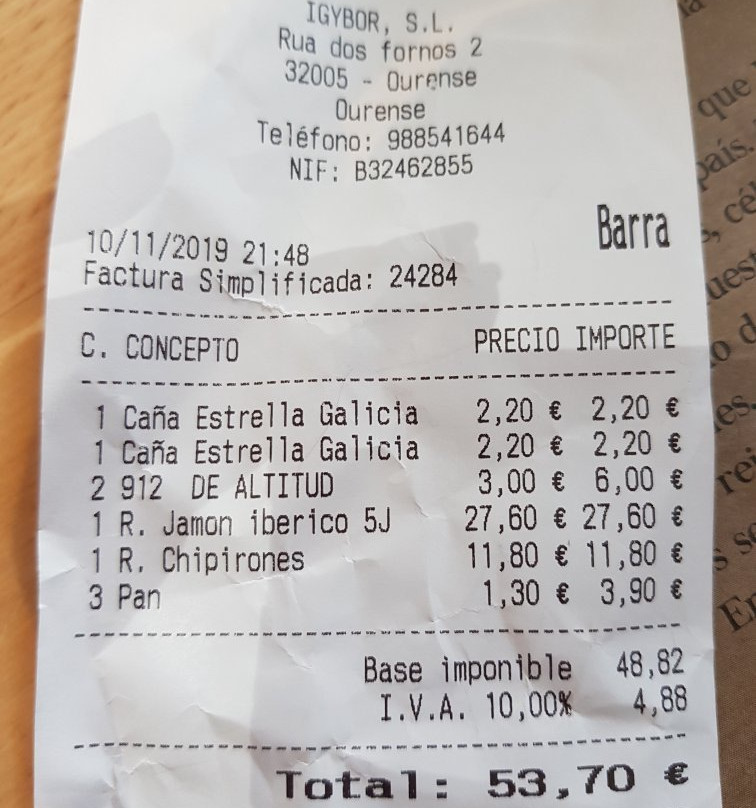 IGYBOR, S.L.
Rua dos fornos 2
32005 - Ourense
Ourense
Teléfono: 988541644
NIF: B32462855
Barra
10/11/2019 21:48
Factura Simplificada: 24284
C. CONCEPTO PRECIO IMPORTE
1 Caña Estrella Galicia 2,20 € 2,20 €
1 Caña Estrella Galicia 2,20 € 2,20 €
2 912 DE ALTITUD 3,00 € 6,00 €
1 R. Jamon iberico 5J 27,60 € 27,60 €
1 R. Chipirones 11,80 € 11,80 €
3 Pan 1,30 € 3,90 €
Base imponible 48,82
I.V.A. 10,00% 4,88
Total: 53,70 €
que
país.